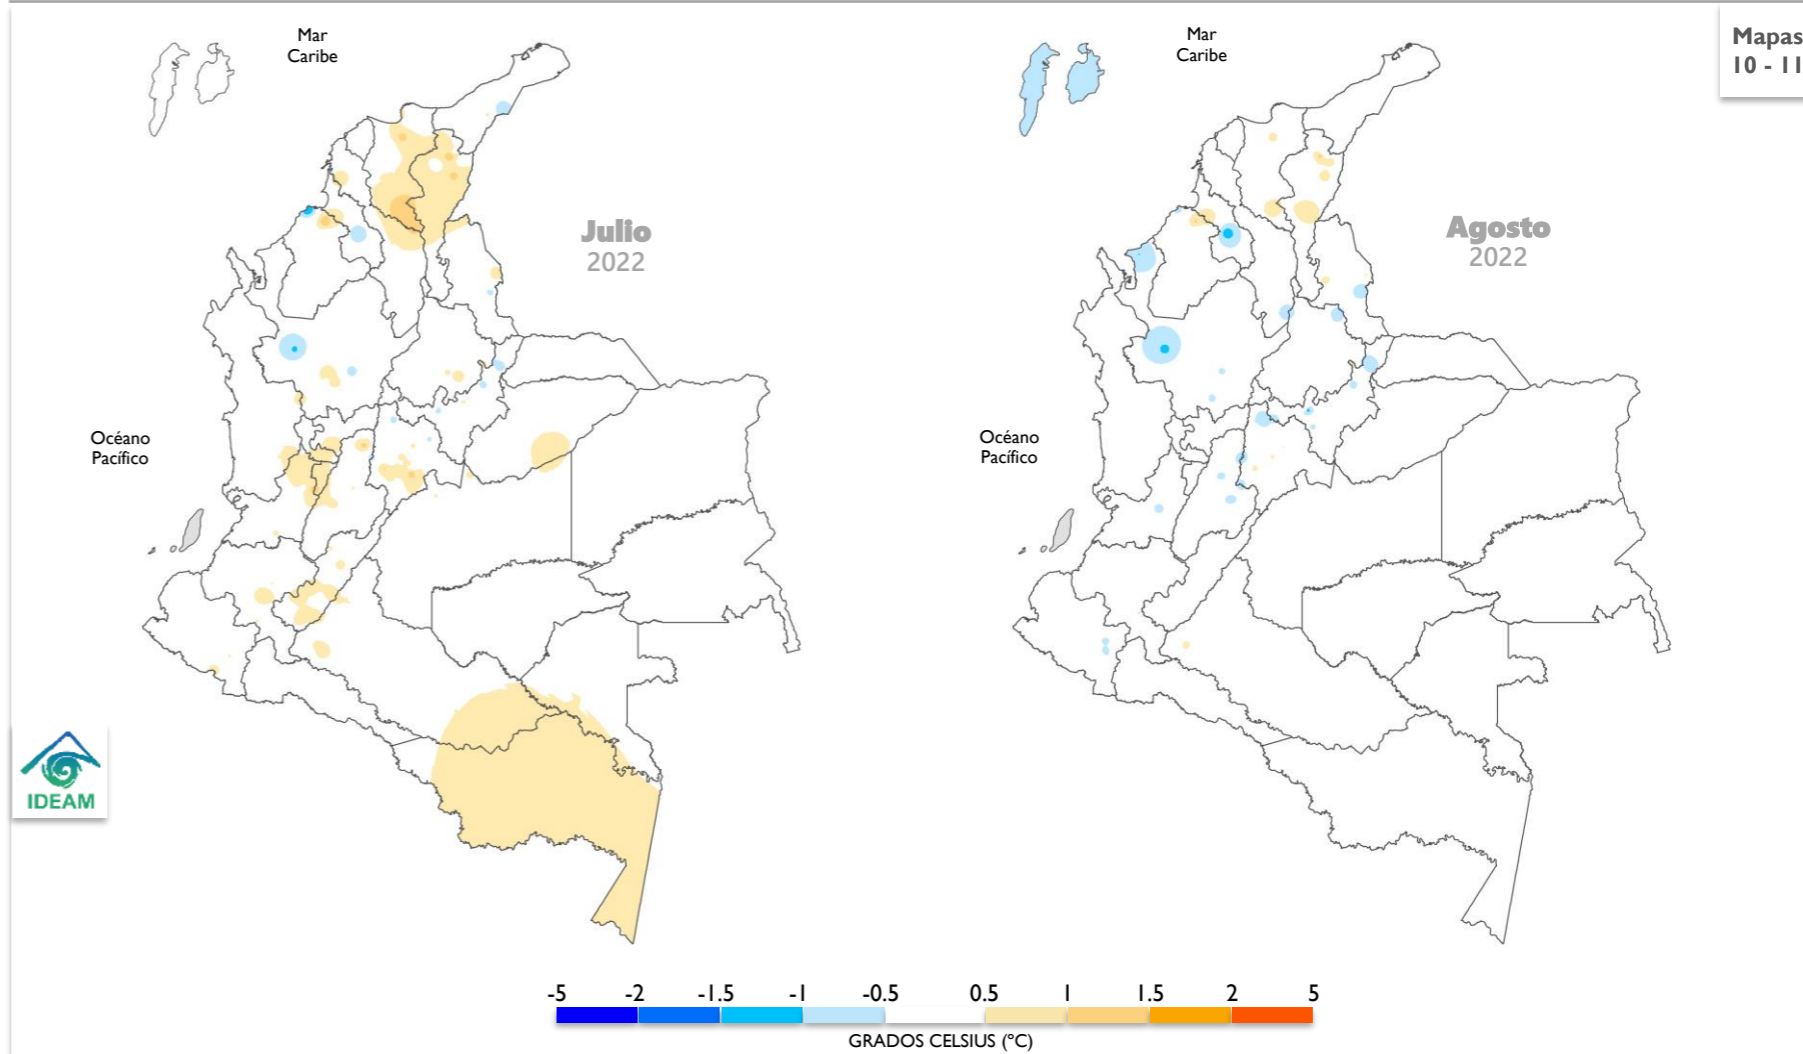 Mar
Caribe
Julio
2022
Océano
Pacífico
Mar
Caribe
Agosto
2022
Océano
Pacífico
Mapas
10 - 11
IDEAM
-5 -2 -1.5 -1 -0.5 0.5 1 1.5 2 5
GRADOS CELSIUS (°C)